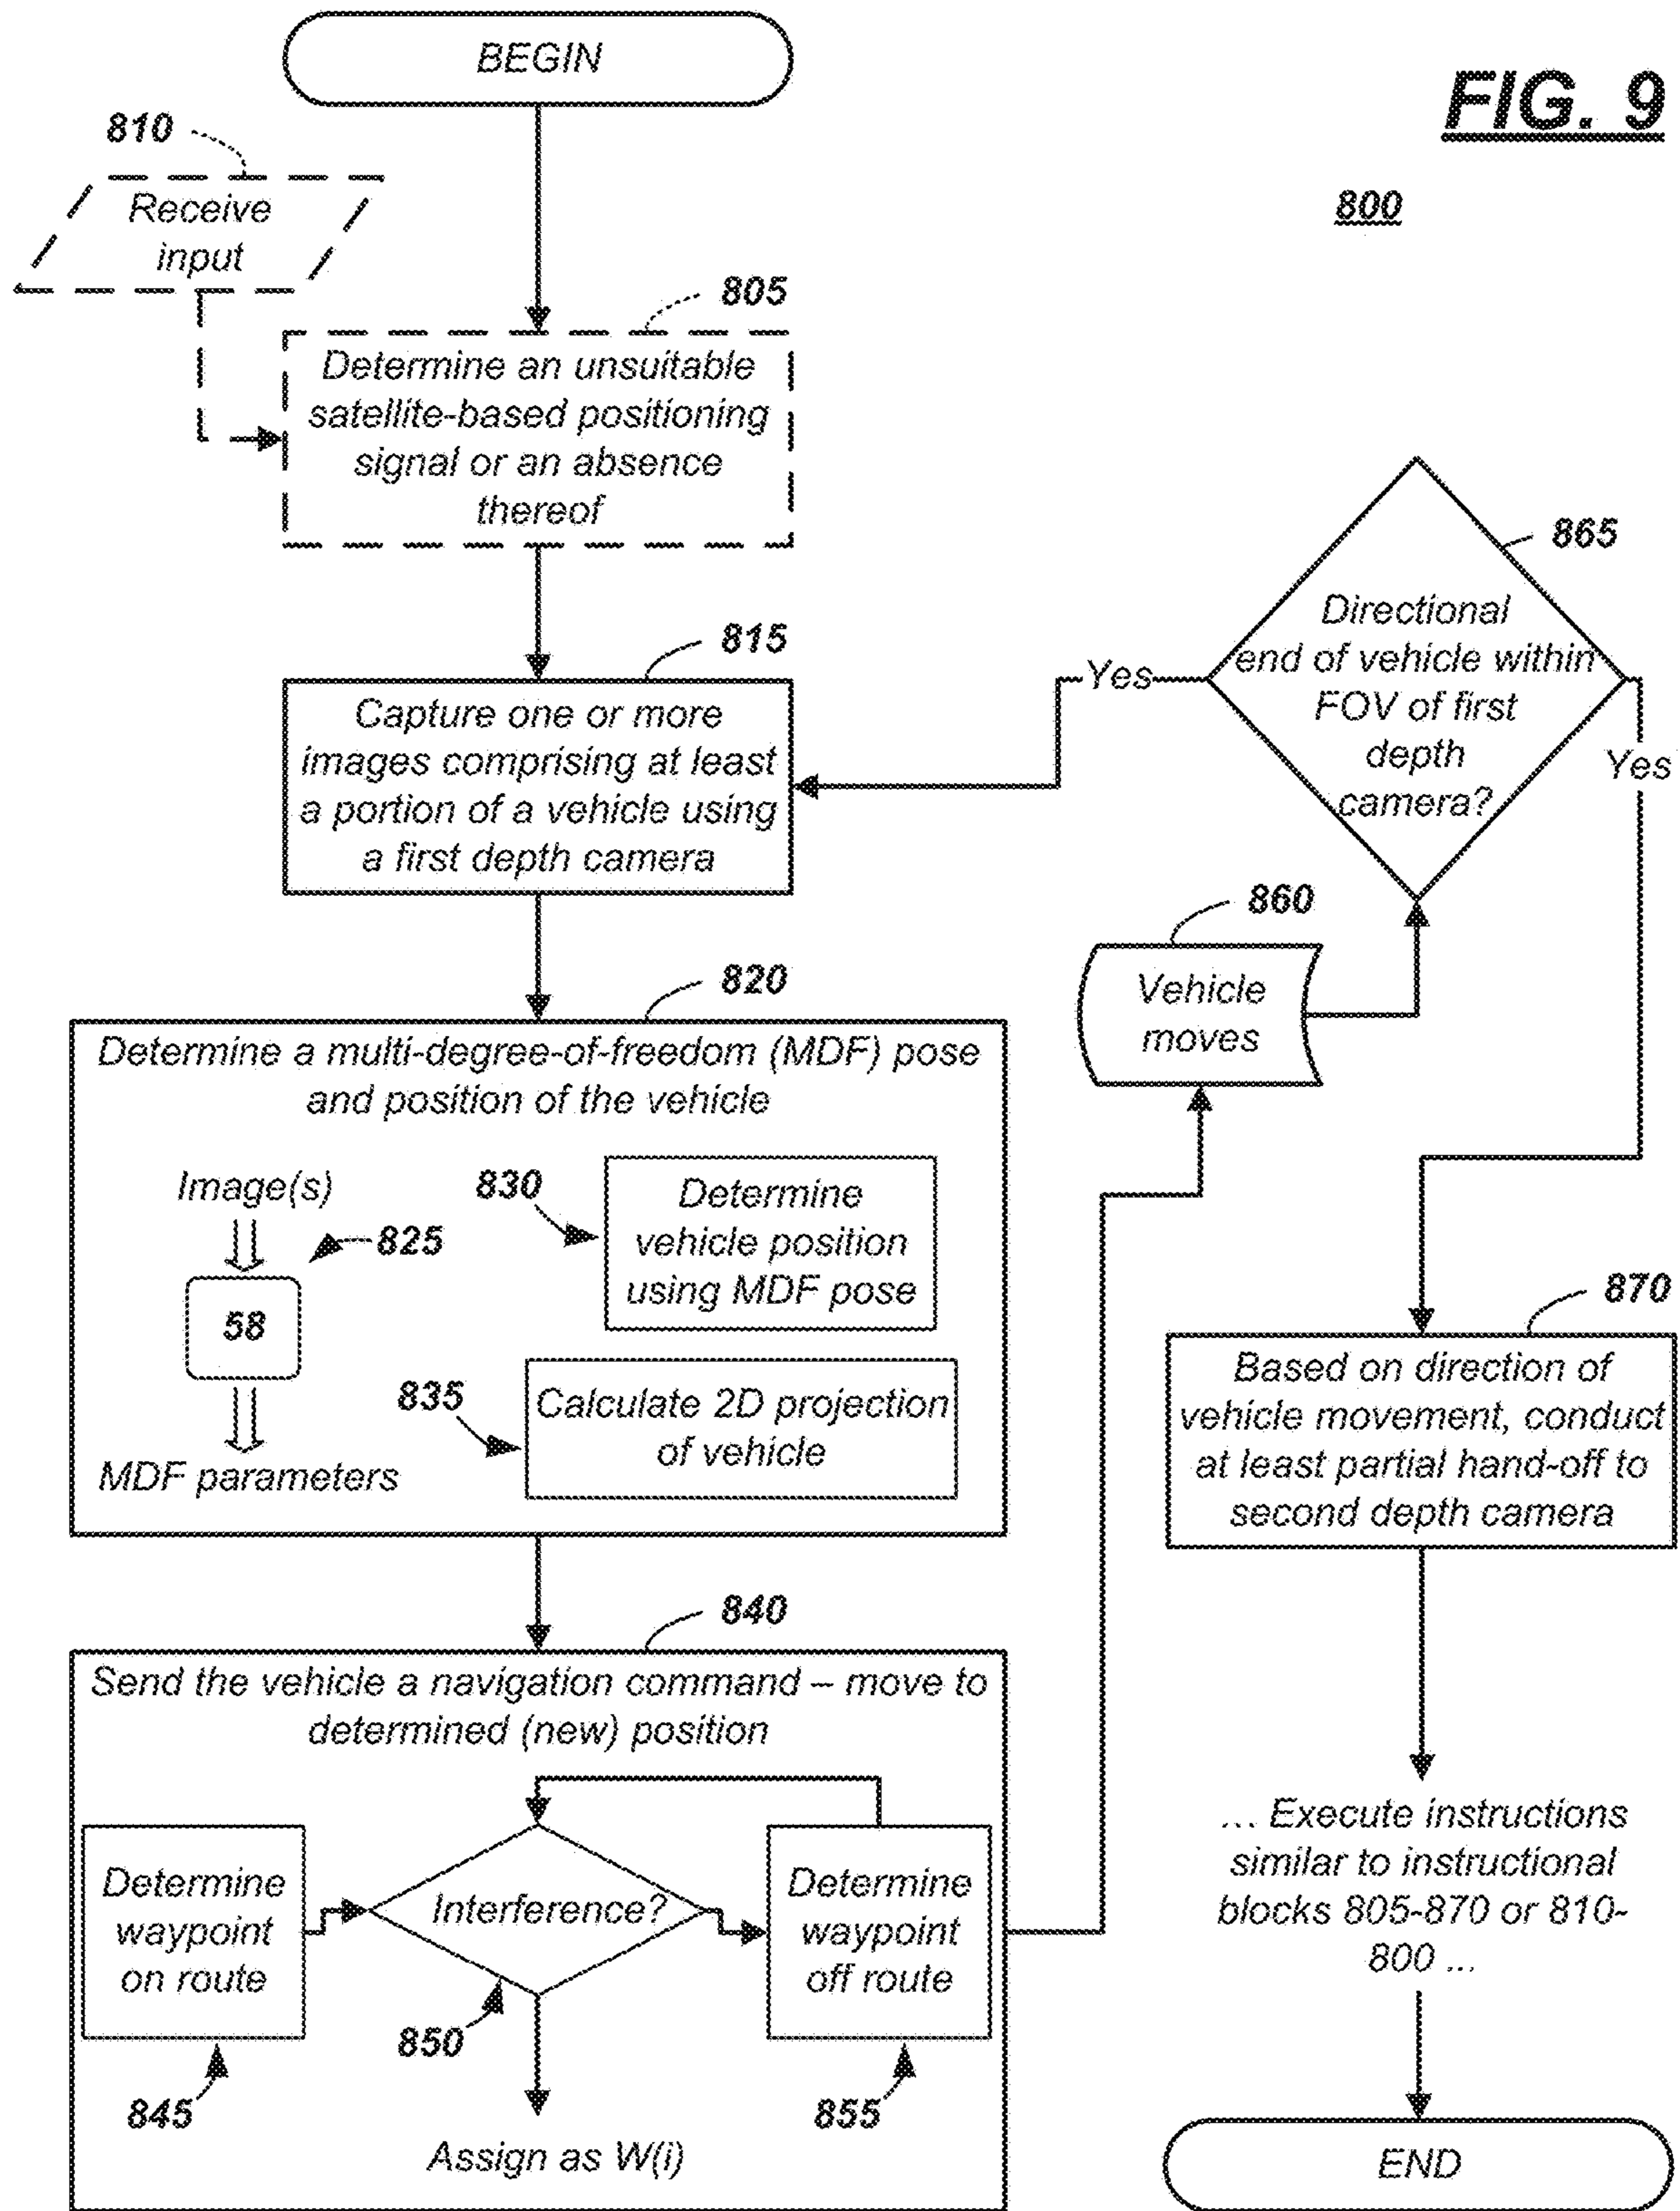 BEGIN
FIG. 9
800
810
Receive
input
805
Determine an unsuitable
satellite-based positioning
signal or an absence
thereof
815
Capture one or more
images comprising at least
a portion of a vehicle using
a first depth camera
820
Determine a multi-degree-of-freedom (MDF) pose
and position of the vehicle
Image(s)
825
58
MDF parameters
830
Determine
vehicle position
using MDF pose
835
Calculate 2D projection
of vehicle
840
Send the vehicle a navigation command – move to
determined (new) position
Determine
waypoint
on route
845
Interference?
850
Determine
waypoint
off route
855
Assign as W(i)
860
Vehicle
moves
865
Directional
end of vehicle within
FOV of first
depth
camera?
Yes
Yes
870
Based on direction of
vehicle movement, conduct
at least partial hand-off to
second depth camera
... Execute instructions
similar to instructional
blocks 805-870 or 810-
800 ...
END